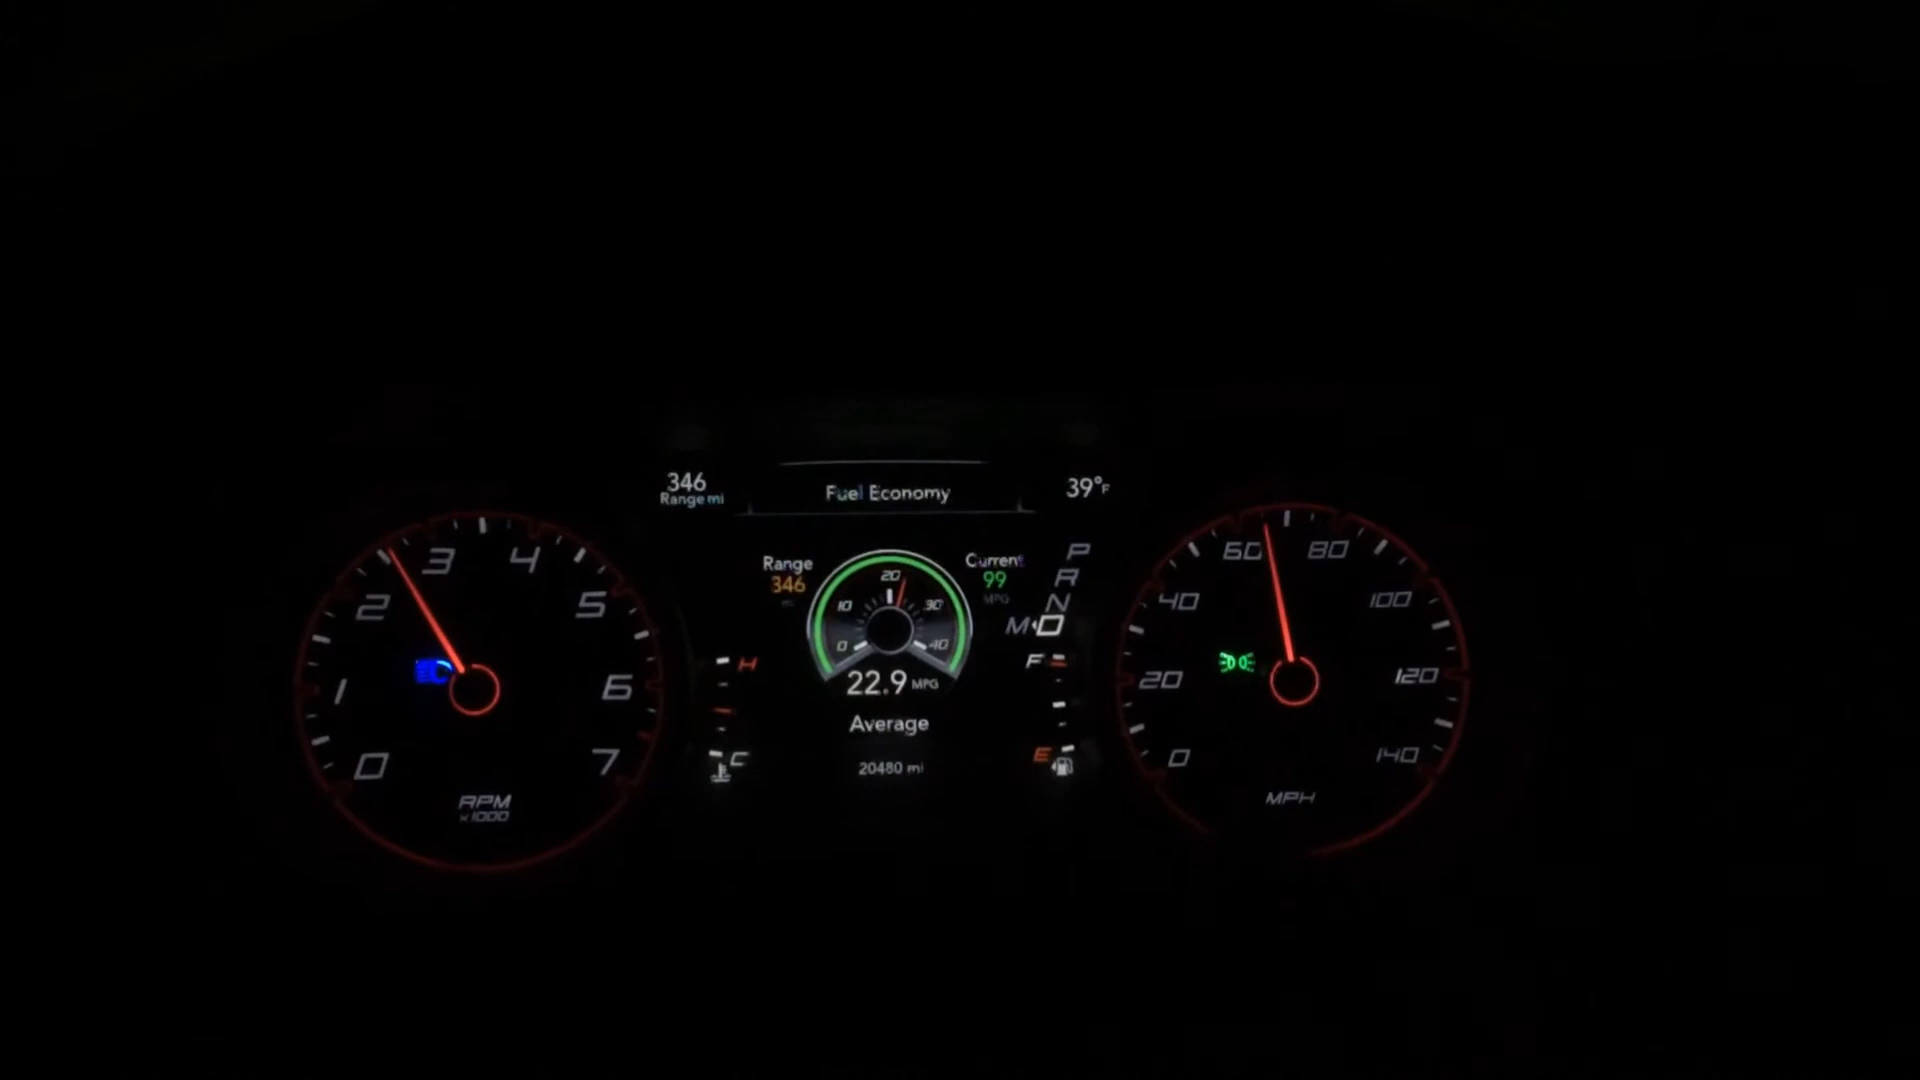 346
Range mi
Fuel Economy
39°F
0
1
2
3
4
5
6
7
RPM
x1000
H
C
Range
346
Current
99
MPG
0
10
20
30
40
22.9 MPG
Average
20480 mi
P
R
N
M D
F
E
0
20
40
60
80
100
120
140
MPH